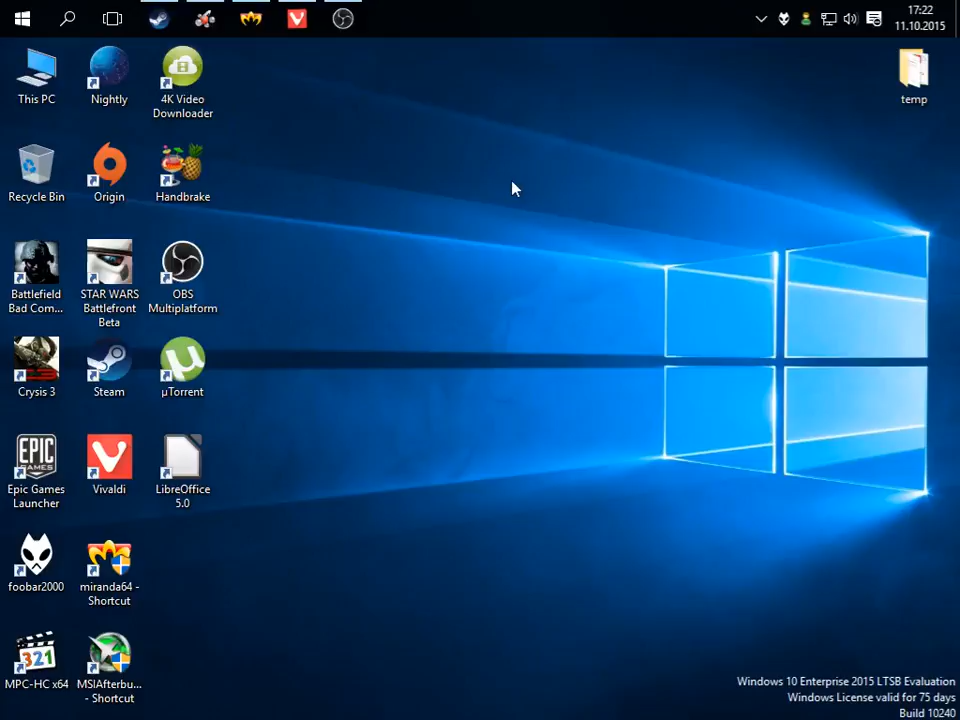 17:22
11.10.2015
This PC
Nightly
4K Video
Downloader
temp
Recycle Bin
Origin
Handbrake
Battlefield
Bad Com...
STAR WARS
Battlefront
Beta
OBS
Multiplatform
Crysis 3
Steam
µTorrent
EPIC
GAMES
Epic Games
Launcher
Vivaldi
LibreOffice
5.0
foobar2000
miranda64 -
Shortcut
321
MPC-HC x64
MSIAfterbu...
- Shortcut
Windows 10 Enterprise 2015 LTSB Evaluation
Windows License valid for 75 days
Build 10240